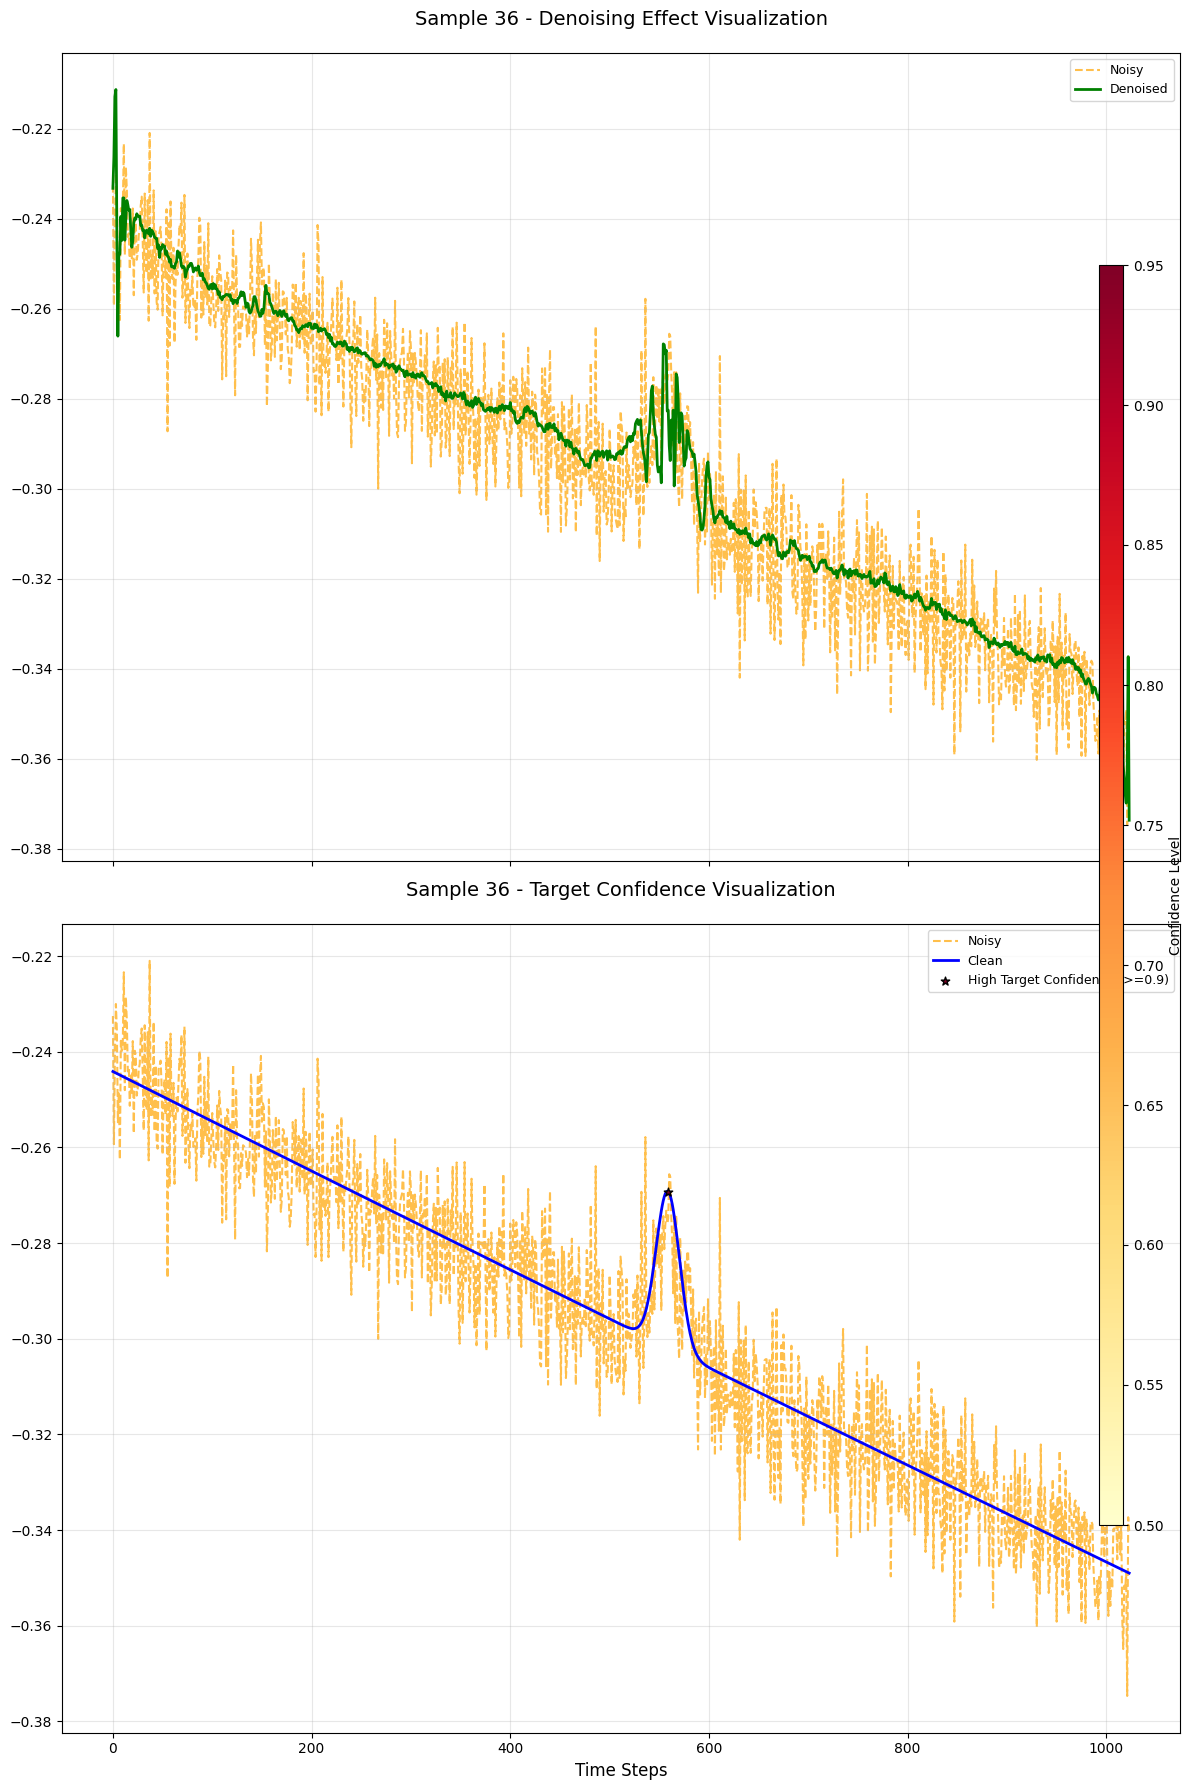 Sample 36 - Denoising Effect Visualization
Noisy
Denoised
−0.22
−0.24
−0.26
−0.28
−0.30
−0.32
−0.34
−0.36
−0.38
0.95
0.90
0.85
0.80
0.75
0.70
0.65
0.60
0.55
0.50
Confidence Level
Sample 36 - Target Confidence Visualization
Noisy
Clean
High Target Confiden >=0.9)
−0.22
−0.24
−0.26
−0.28
−0.30
−0.32
−0.34
−0.36
−0.38
0 200 400 600 800 1000
Time Steps